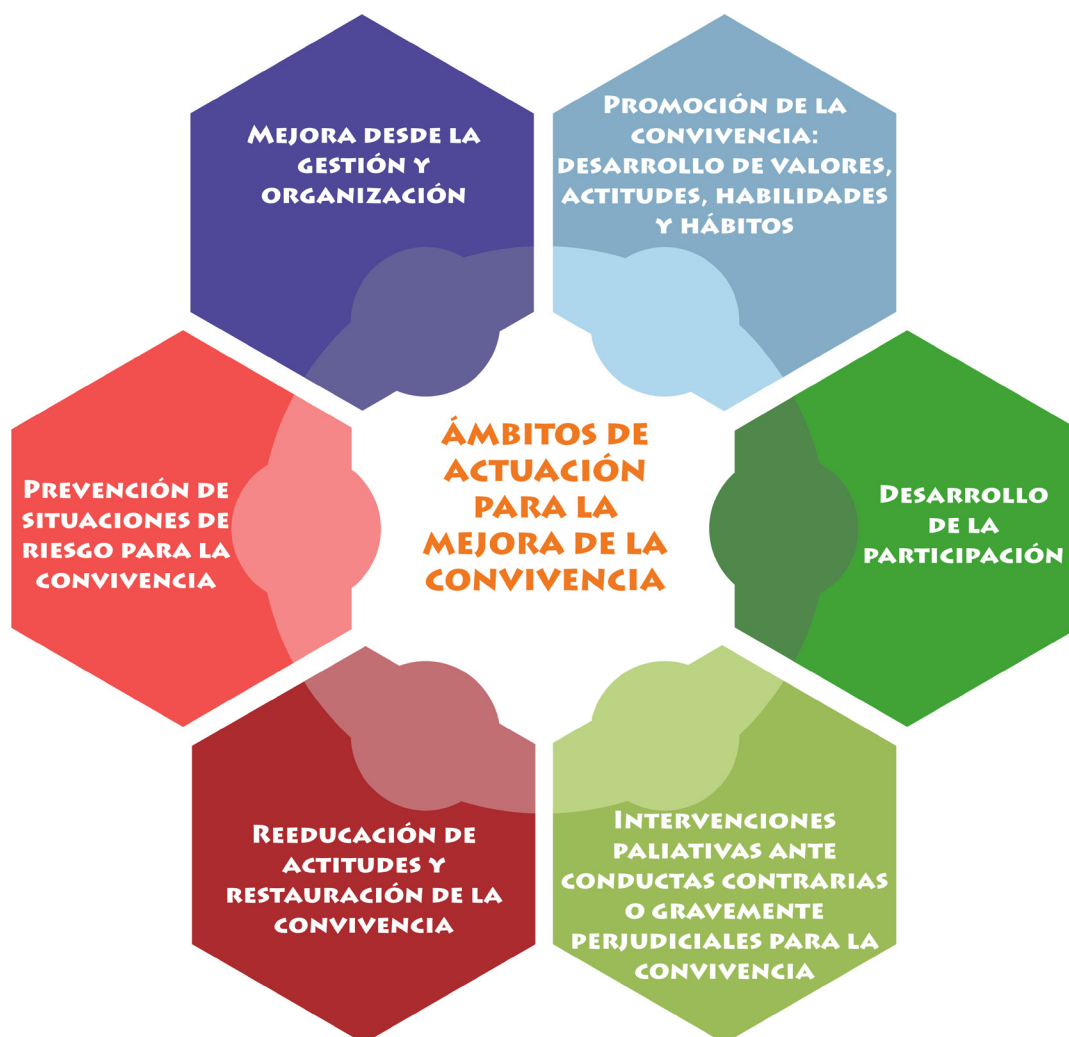 MEJORA DESDE LA
GESTIÓN Y
ORGANIZACIÓN
PROMOCIÓN DE LA
CONVIVENCIA:
DESARROLLO DE VALORES,
ACTITUDES, HABILIDADES
Y HÁBITOS
PREVENCIÓN DE
SITUACIONES DE
RIESGO PARA LA
CONVIVENCIA
ÁMBITOS DE
ACTUACIÓN
PARA LA
MEJORA DE LA
CONVIVENCIA
DESARROLLO
DE LA
PARTICIPACIÓN
REEDUCACIÓN DE
ACTITUDES Y
RESTAURACIÓN DE LA
CONVIVENCIA
INTERVENCIONES
PALIATIVAS ANTE
CONDUCTAS CONTRARIAS
O GRAVEMENTE
PERJUDICIALES PARA LA
CONVIVENCIA